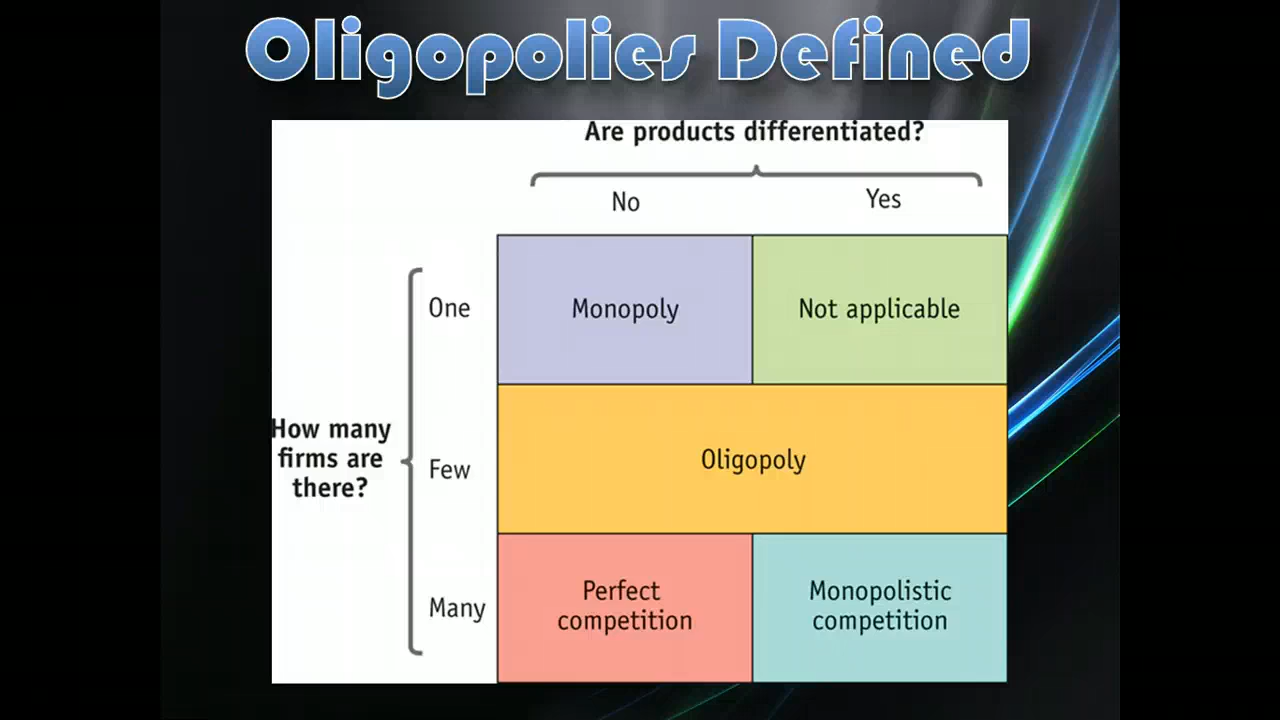 Oligopolies Defined
Are products differentiated?
No
Yes
One
Monopoly
Not applicable
How many
firms are
there?
Few
Oligopoly
Many
Perfect
competition
Monopolistic
competition